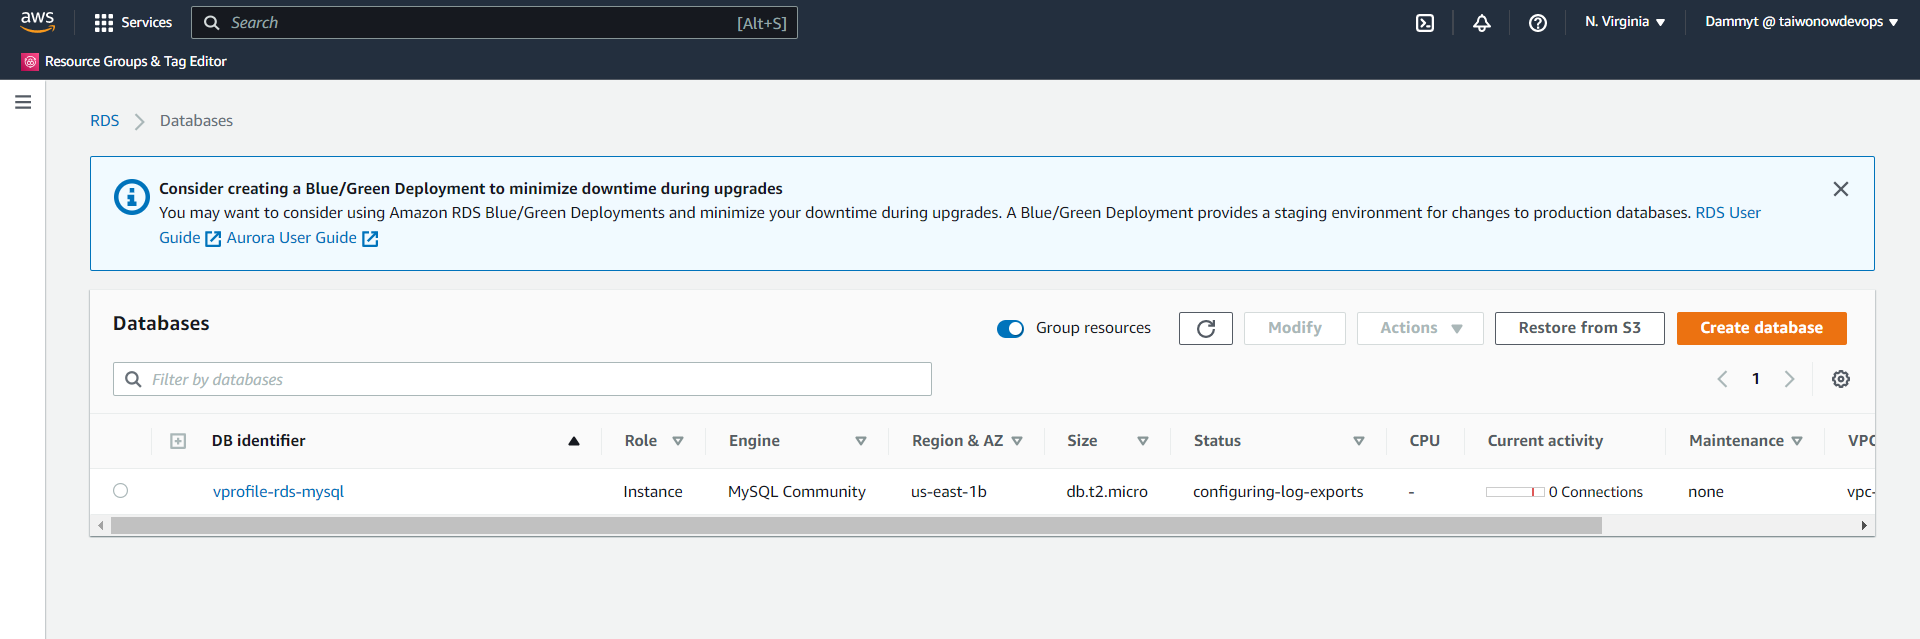 aws
Services
Search
[Alt+S]
N. Virginia
Dammyt @ taiwonowdevops
Resource Groups & Tag Editor
RDS
Databases
Consider creating a Blue/Green Deployment to minimize downtime during upgrades
You may want to consider using Amazon RDS Blue/Green Deployments and minimize your downtime during upgrades. A Blue/Green Deployment provides a staging environment for changes to production databases. RDS User
Guide Aurora User Guide
Databases
Group resources
Modify
Actions
Restore from S3
Create database
Filter by databases
1
DB identifier
Role
Engine
Region & AZ
Size
Status
CPU
Current activity
Maintenance
VPC
vprofile-rds-mysql
Instance
MySQL Community
us-east-1b
db.t2.micro
configuring-log-exports
-
0 Connections
none
vpc-